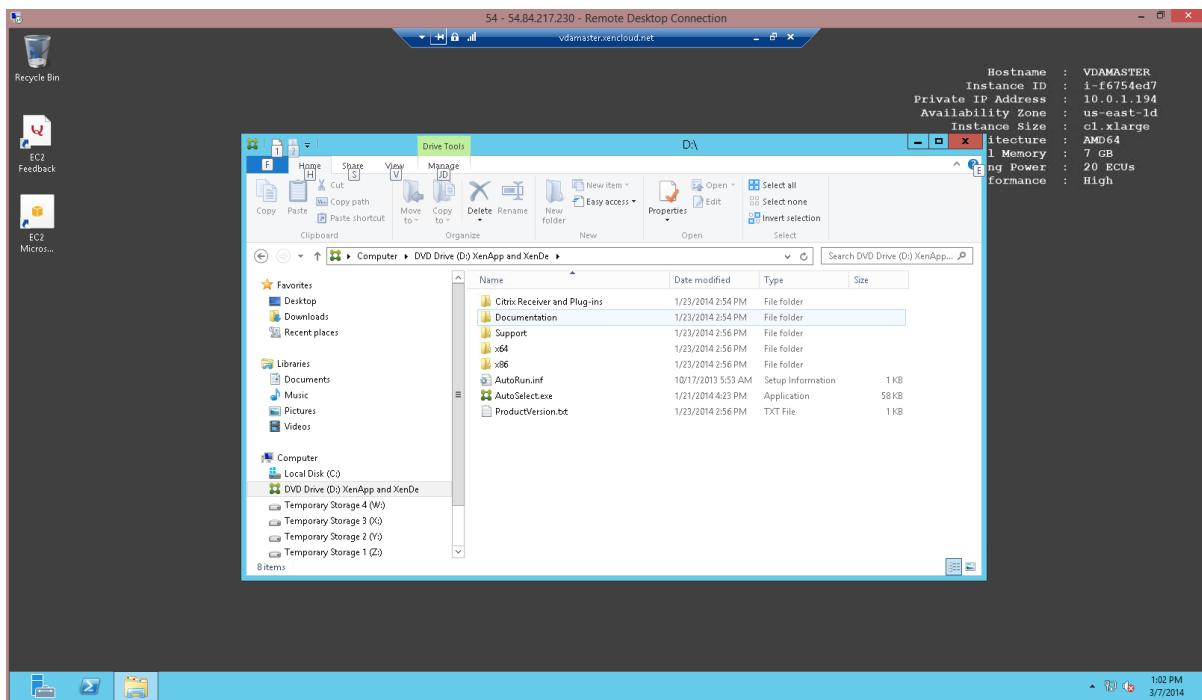 54 - 54.84.217.230 - Remote Desktop Connection
vdamaster.xencloud.net
Recycle Bin
EC2
Feedback
EC2
Micros...
Hostname : VDAMASTER
Instance ID : i-f6754ed7
Private IP Address : 10.0.1.194
Availability Zone : us-east-1d
Instance Size : c1.xlarge
itecture : AMD64
l Memory : 7 GB
ng Power : 20 ECUs
formance : High
1 2 Drive Tools D:\
F Home Share View Manage
H S V JD E
Copy Paste Cut Copy path Paste shortcut
Clipboard
Move to Copy to Delete Rename
Organize
New folder New item Easy access
New
Properties Open Edit
Open
Select all Select none Invert selection
Select
Computer DVD Drive (D:) XenApp and XenDe
Search DVD Drive (D:) XenApp...
Favorites
Desktop
Downloads
Recent places
Libraries
Documents
Music
Pictures
Videos
Computer
Local Disk (C:)
DVD Drive (D:) XenApp and XenDe
Temporary Storage 4 (W:)
Temporary Storage 3 (X:)
Temporary Storage 2 (Y:)
Temporary Storage 1 (Z:)
Name Date modified Type Size
Citrix Receiver and Plug-ins 1/23/2014 2:54 PM File folder
Documentation 1/23/2014 2:54 PM File folder
Support 1/23/2014 2:56 PM File folder
x64 1/23/2014 2:56 PM File folder
x86 1/23/2014 2:56 PM File folder
AutoRun.inf 10/17/2013 5:53 AM Setup Information 1 KB
AutoSelect.exe 1/21/2014 4:23 PM Application 58 KB
ProductVersion.txt 1/23/2014 2:56 PM TXT File 1 KB
8 items
1:02 PM
3/7/2014